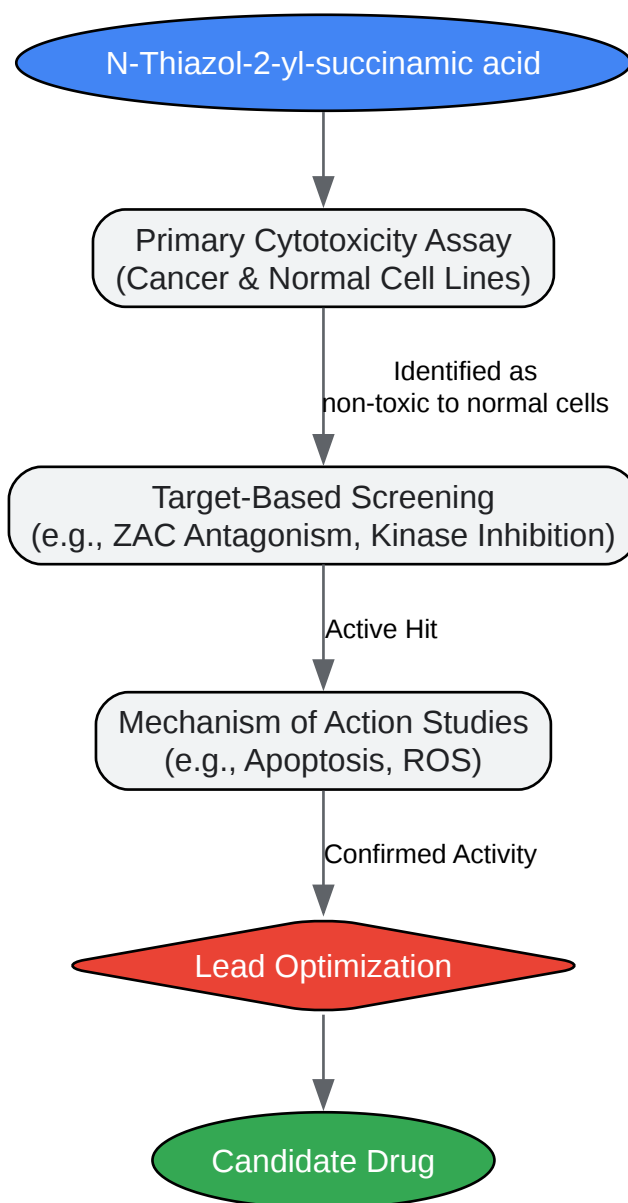 N-Thiazol-2-yl-succinamic acid
Primary Cytotoxicity Assay
(Cancer & Normal Cell Lines)
Identified as
non-toxic to normal cells
Target-Based Screening
(e.g., ZAC Antagonism, Kinase Inhibition)
Active Hit
Mechanism of Action Studies
(e.g., Apoptosis, ROS)
Confirmed Activity
Lead Optimization
Candidate Drug